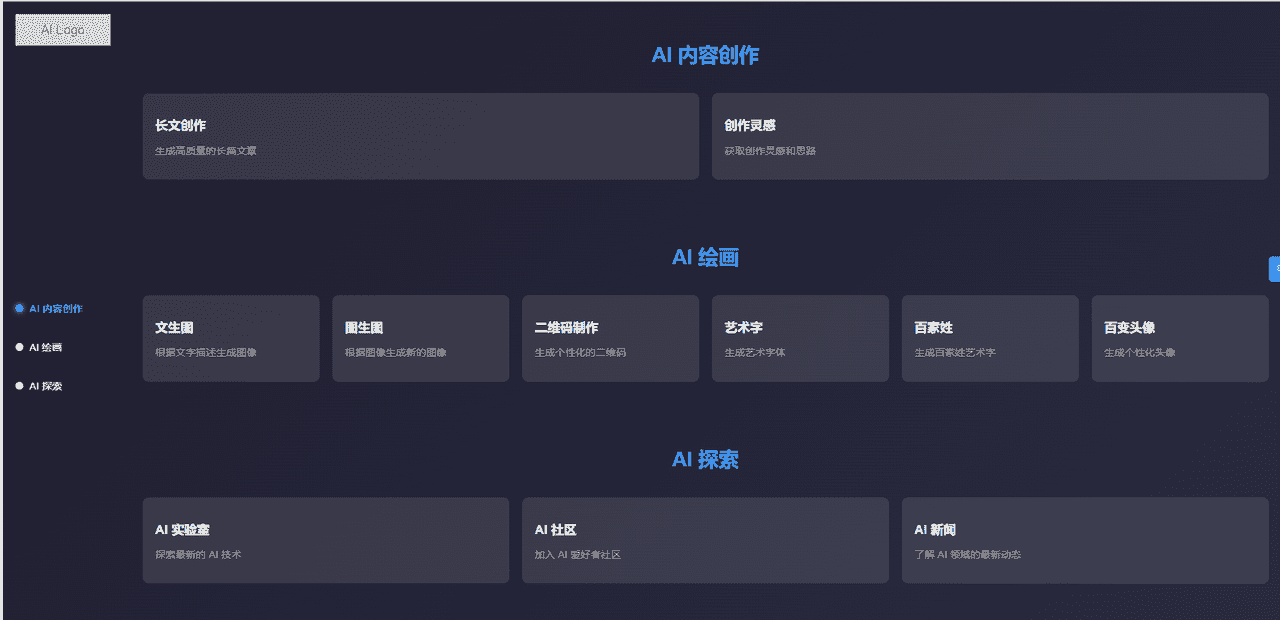 AI Logo
AI 内容创作
长文创作
生成高质量的长篇文章
创作灵感
获取创作灵感和思路
AI 绘画
AI 内容创作
AI 绘画
AI 探索
文生图
根据文字描述生成图像
图生图
根据图像生成新的图像
二维码制作
生成个性化的二维码
艺术字
生成艺术字体
百家姓
生成百家姓艺术字
百变头像
生成个性化头像
AI 探索
AI 实验室
探索最新的 AI 技术
AI 社区
加入 AI 爱好者社区
AI 新闻
了解 AI 领域的最新动态